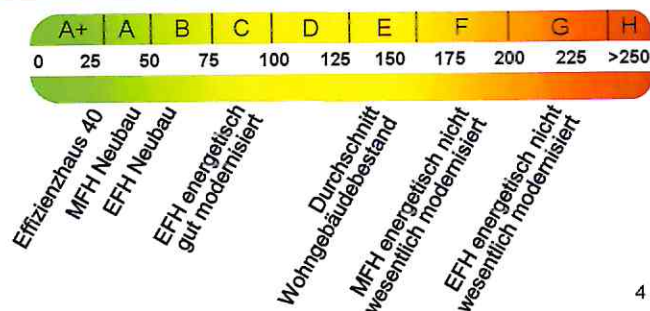 A+ A B C D E F G H
0 25 50 75 100 125 150 175 200 225 >250
Effizienzhaus 40
MFH Neubau
EFH Neubau
EFH energetisch
gut modernisiert
Durchschnitt
Wohngebäudebestand
MFH energetisch nicht
wesentlich modernisiert
EFH energetisch nicht
wesentlich modernisiert
4